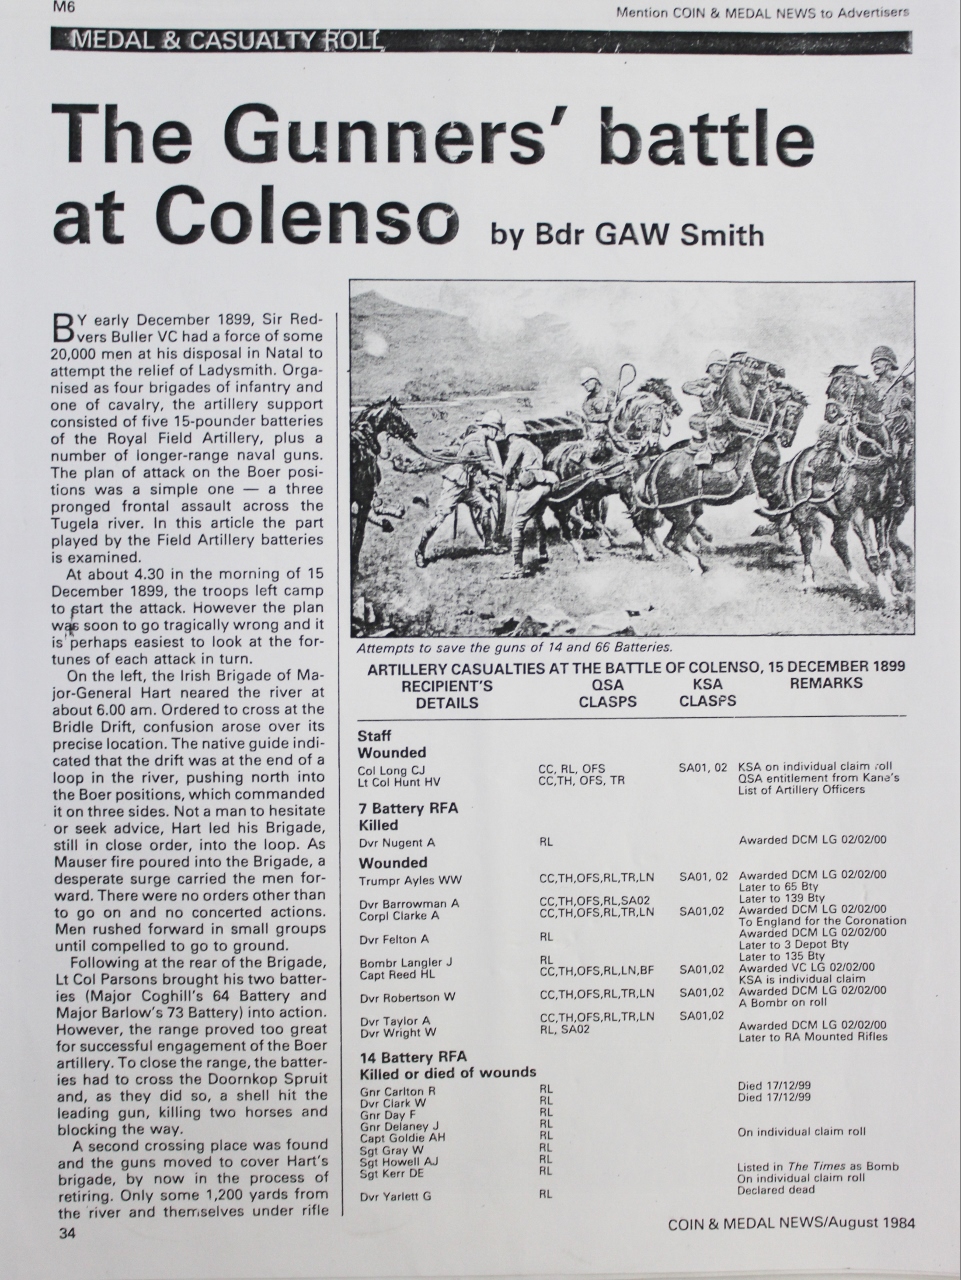 M6
Mention COIN & MEDAL NEWS to Advertisers
MEDAL & CASUALTY ROLL
The Gunners' battle
at Colenso by Bdr GAW Smith
BY early December 1899, Sir Red-
vers Buller VC had a force of some
20,000 men at his disposal in Natal to
attempt the relief of Ladysmith. Orga-
nised as four brigades of infantry and
one of cavalry, the artillery support
consisted of five 15-pounder batteries
of the Royal Field Artillery, plus a
number of longer-range naval guns.
The plan of attack on the Boer posi-
tions was a simple one — a three
pronged frontal assault across the
Tugela river. In this article the part
played by the Field Artillery batteries
is examined.
At about 4.30 in the morning of 15
December 1899, the troops left camp
to start the attack. However the plan
was soon to go tragically wrong and it
is perhaps easiest to look at the for-
tunes of each attack in turn.
On the left, the Irish Brigade of Ma-
jor-General Hart neared the river at
about 6.00 am. Ordered to cross at the
Bridle Drift, confusion arose over its
precise location. The native guide indi-
cated that the drift was at the end of a
loop in the river, pushing north into
the Boer positions, which commanded
it on three sides. Not a man to hesitate
or seek advice, Hart led his Brigade,
still in close order, into the loop. As
Mauser fire poured into the Brigade, a
desperate surge carried the men for-
ward. There were no orders other than
to go on and no concerted actions.
Men rushed forward in small groups
until compelled to go to ground.
Following at the rear of the Brigade,
Lt Col Parsons brought his two batter-
ies (Major Coghill's 64 Battery and
Major Barlow's 73 Battery) into action.
However, the range proved too great
for successful engagement of the Boer
artillery. To close the range, the batter-
ies had to cross the Doornkop Spruit
and, as they did so, a shell hit the
leading gun, killing two horses and
blocking the way.
A second crossing place was found
and the guns moved to cover Hart's
brigade, by now in the process of
retiring. Only some 1,200 yards from
the river and themselves under rifle
Attempts to save the guns of 14 and 66 Batteries.
ARTILLERY CASUALTIES AT THE BATTLE OF COLENSO, 15 DECEMBER 1899
RECIPIENT'S QSA KSA REMARKS
DETAILS CLASPS CLASPS
Staff
Wounded
Col Long CJ CC, RL, OFS SA01, 02 KSA on individual claim roll
Lt Col Hunt HV CC,TH, OFS, TR QSA entitlement from Kane's
List of Artillery Officers
7 Battery RFA
Killed
Dvr Nugent A RL Awarded DCM LG 02/02/00
Wounded
Trumpr Ayles WW CC,TH,OFS,RL,TR,LN SA01, 02 Awarded DCM LG 02/02/00
Later to 65 Bty
Dvr Barrowman A CC,TH,OFS,RL,SA02 Later to 139 Bty
Corpl Clarke A CC,TH,OFS,RL,TR,LN SA01,02 Awarded DCM LG 02/02/00
To England for the Coronation
Dvr Felton A RL Awarded DCM LG 02/02/00
Later to 3 Depot Bty
Bombr Langler J RL Later to 135 Bty
Capt Reed HL CC,TH,OFS,RL,LN,BF SA01,02 Awarded VC LG 02/02/00
KSA is individual claim
Dvr Robertson W CC,TH,OFS,RL,TR,LN SA01,02 Awarded DCM LG 02/02/00
A Bombr on roll
Dvr Taylor A CC,TH,OFS,RL,TR,LN SA01,02
Dvr Wright W RL, SA02 Awarded DCM LG 02/02/00
Later to RA Mounted Rifles
14 Battery RFA
Killed or died of wounds
Gnr Carlton R RL Died 17/12/99
Dvr Clark W RL Died 17/12/99
Gnr Day F RL
Gnr Delaney J RL
Capt Goldie AH RL On individual claim roll
Sgt Gray W RL
Sgt Howell AJ RL Listed in The Times as Bomb
Sgt Kerr DE RL On individual claim roll
Declared dead
Dvr Yarlett G RL
34
COIN & MEDAL NEWS/August 1984